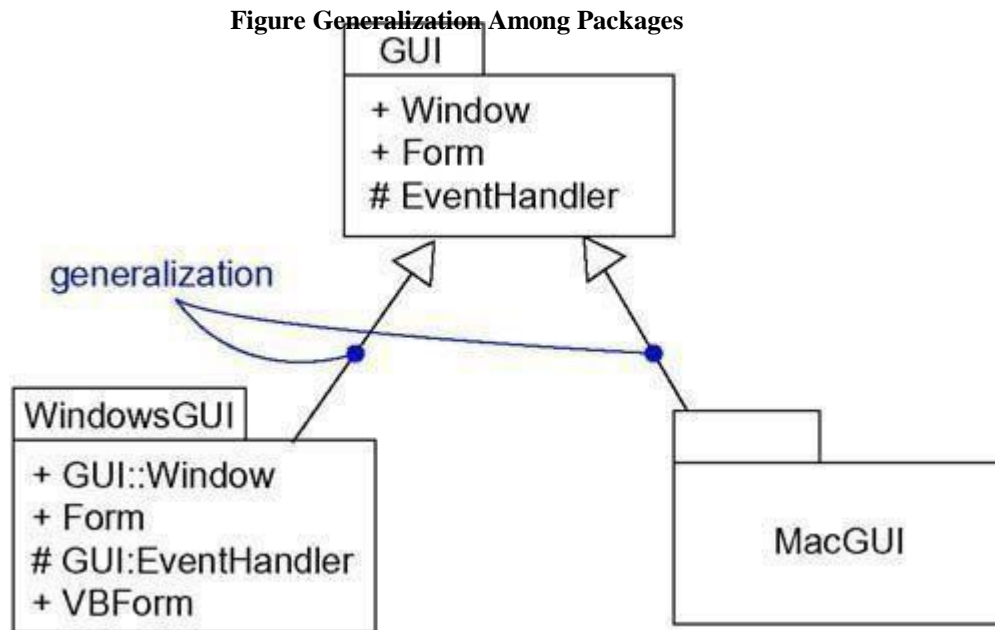 Figure Generalization Among Packages
GUI
+ Window
+ Form
# EventHandler
generalization
WindowsGUI
+ GUI::Window
+ Form
# GUI:EventHandler
+ VBForm
MacGUI